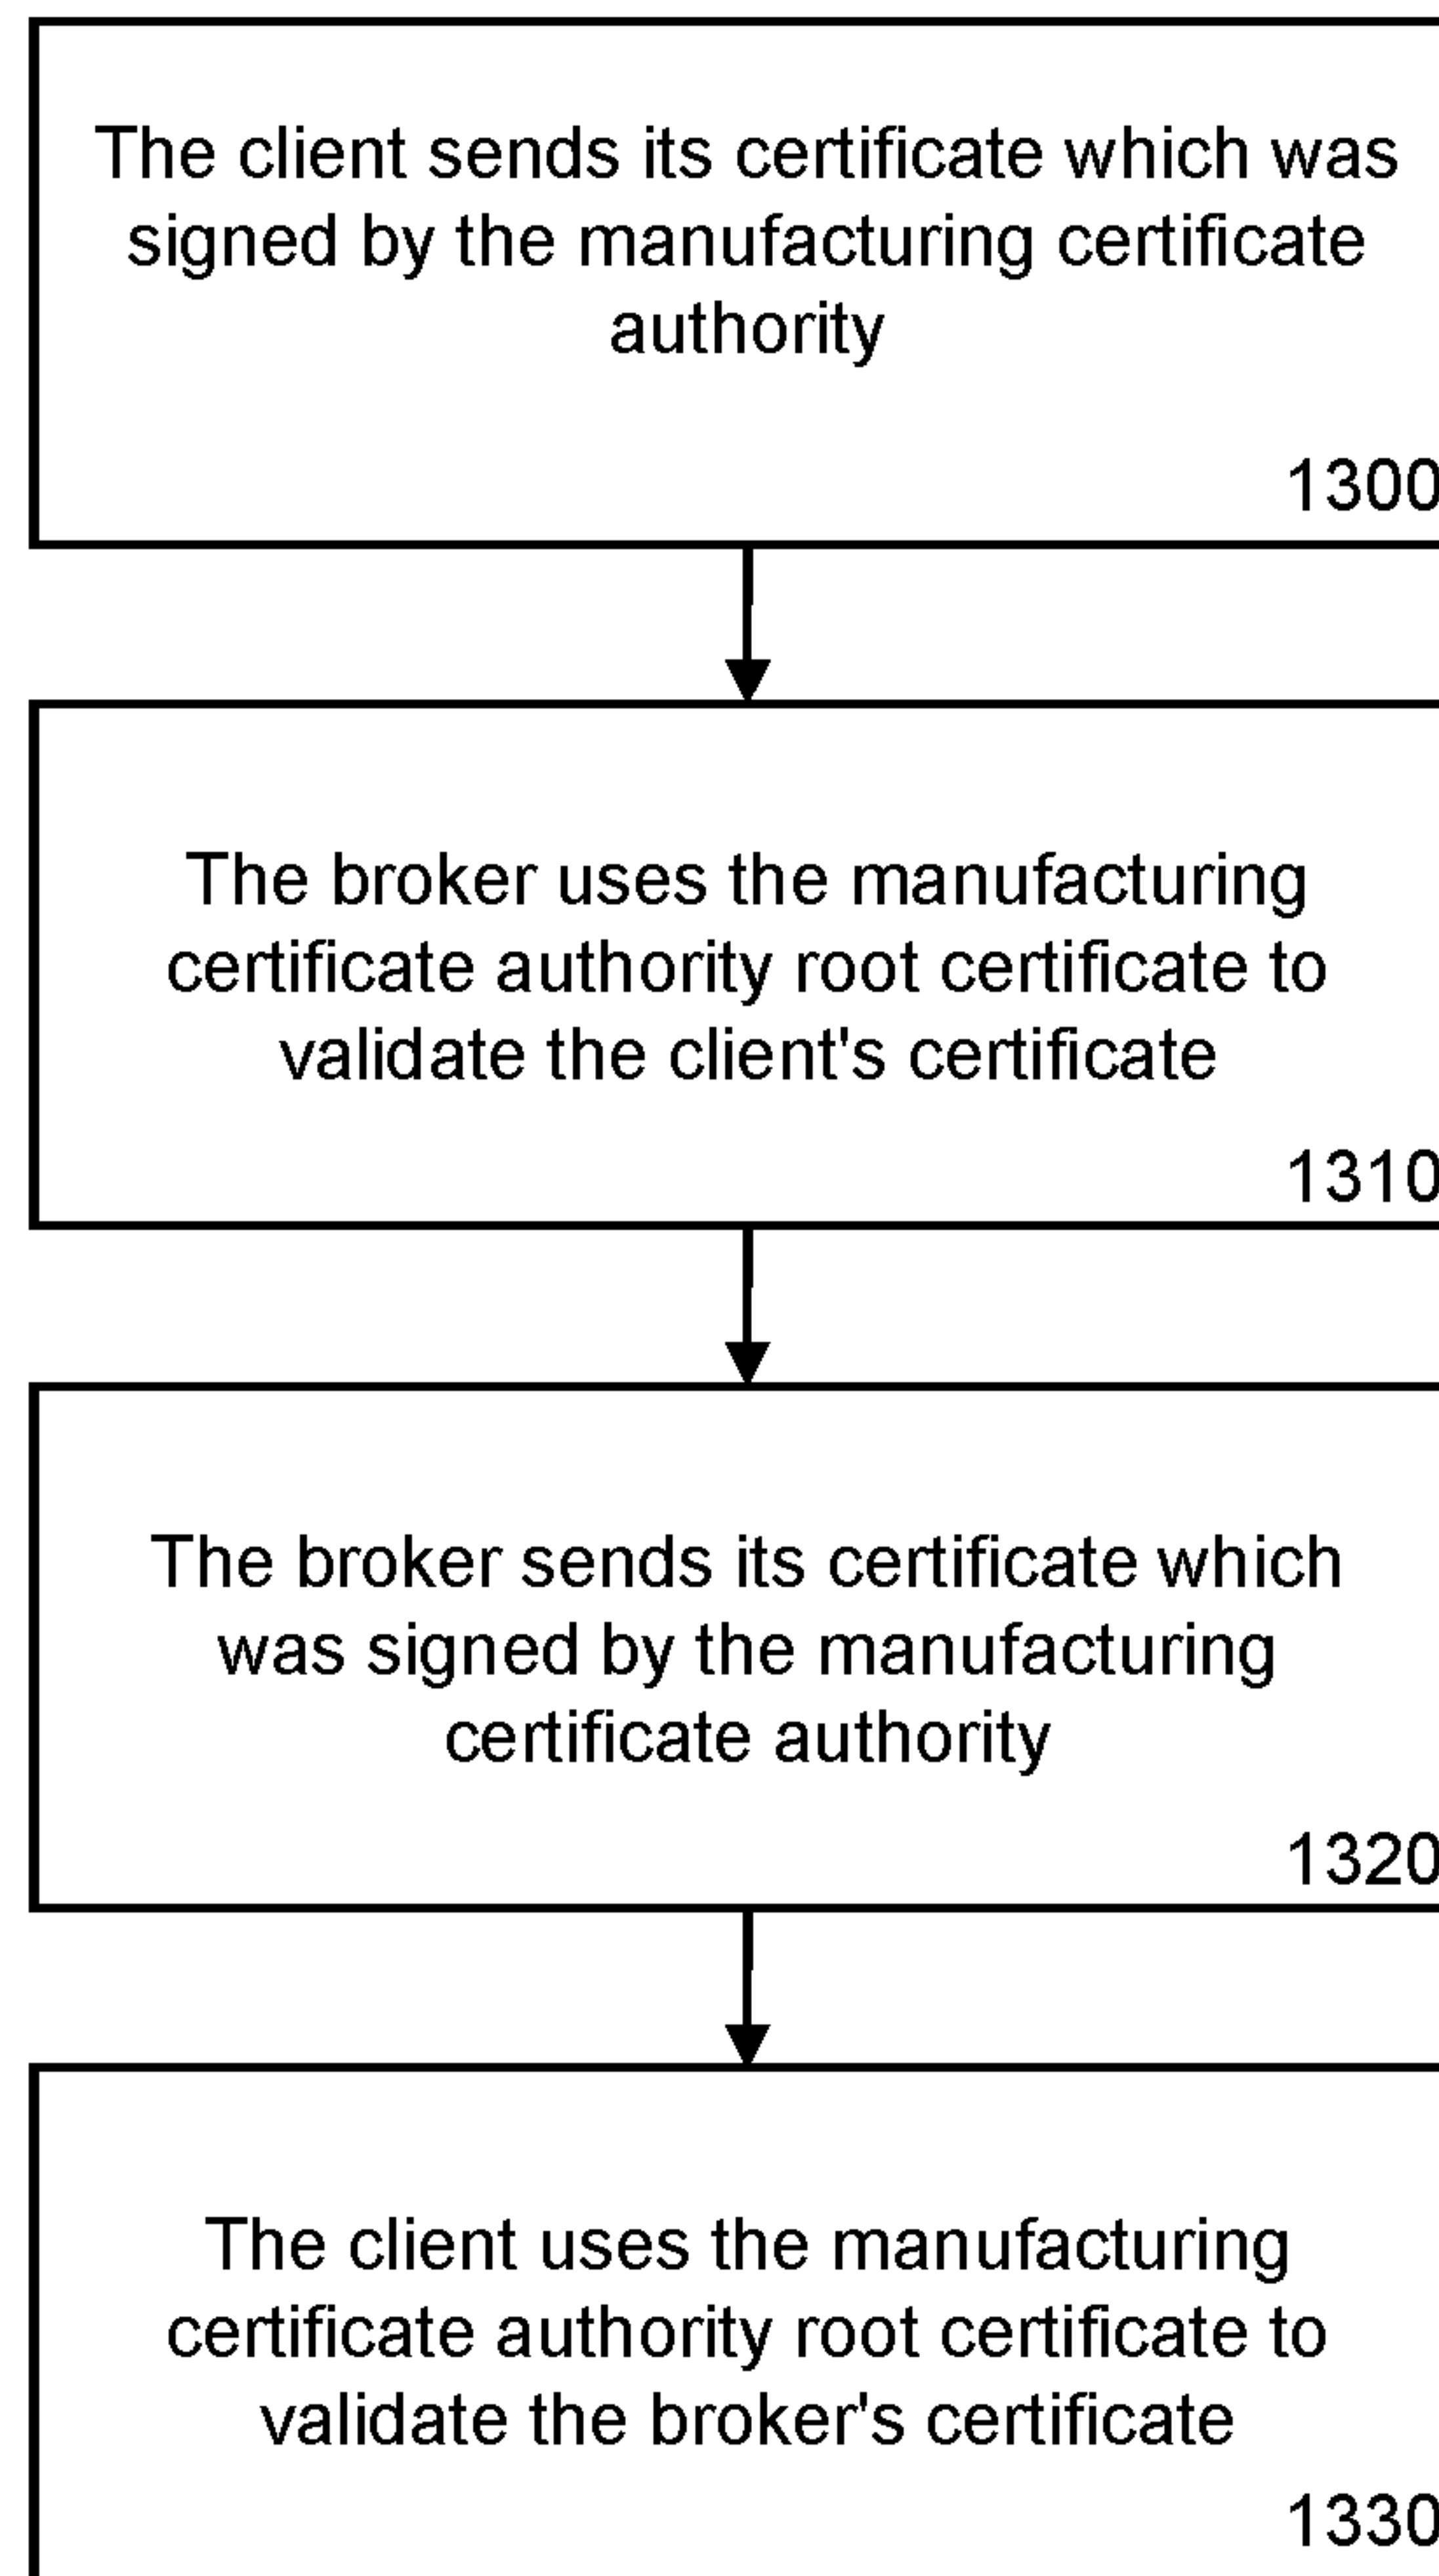 The client sends its certificate which was
signed by the manufacturing certificate
authority
1300
The broker uses the manufacturing
certificate authority root certificate to
validate the client's certificate
1310
The broker sends its certificate which
was signed by the manufacturing
certificate authority
1320
The client uses the manufacturing
certificate authority root certificate to
validate the broker's certificate
1330